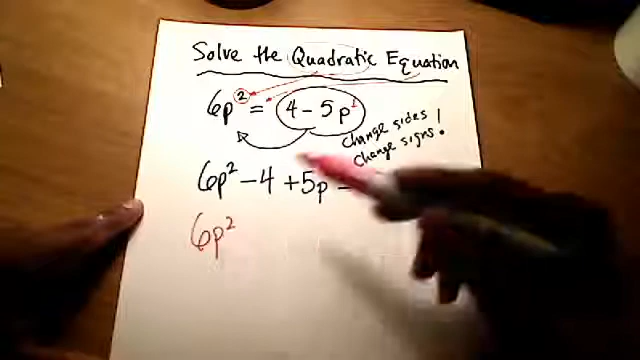 Solve the Quadratic Equation
6p² = 4 - 5p¹
Change sides !
Change signs !
6p² - 4 + 5p =
6p²